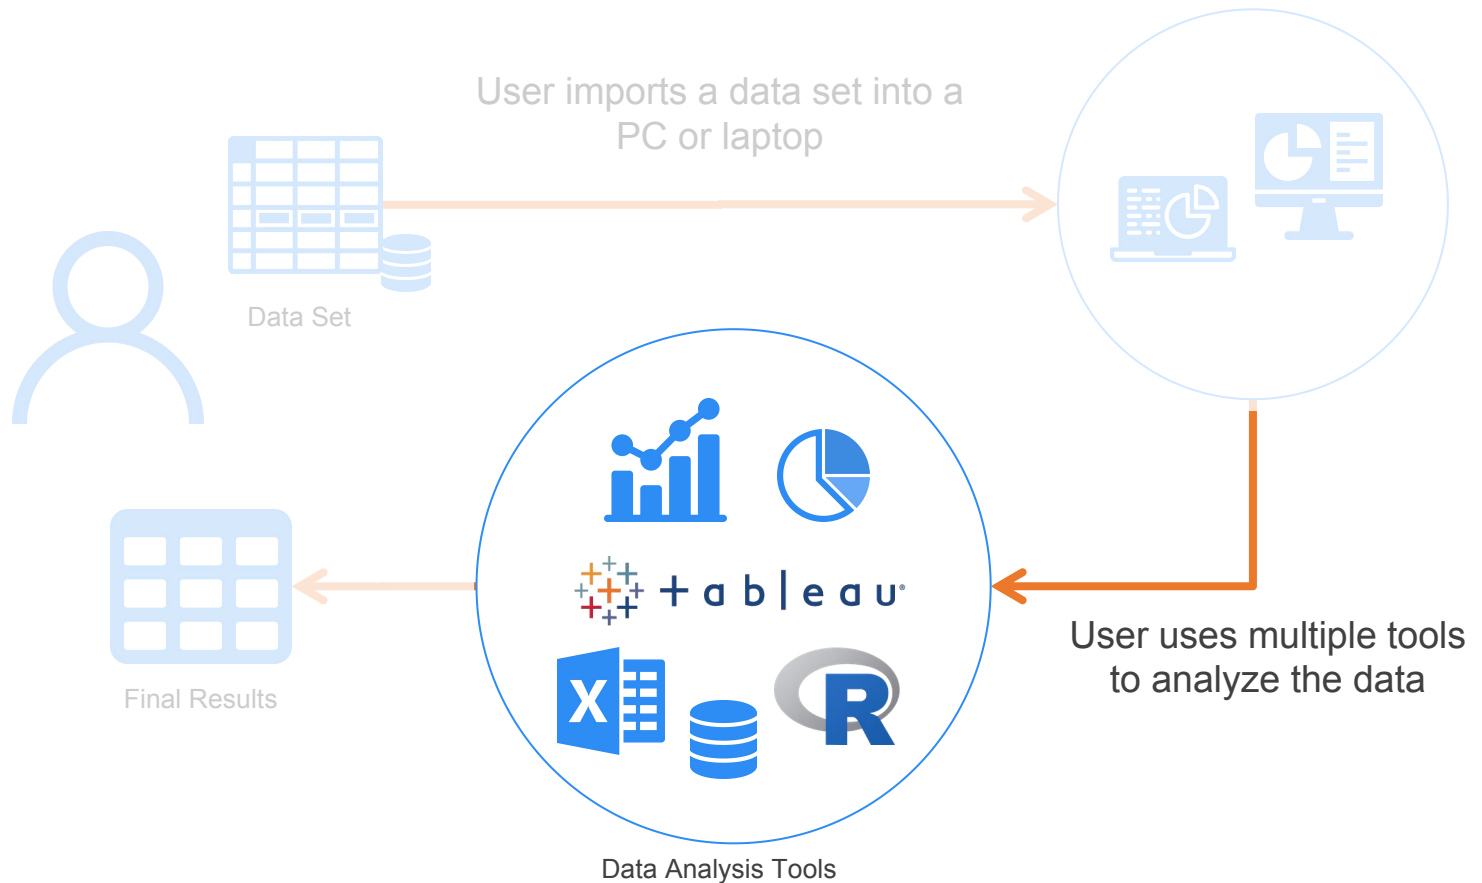 User imports a data set into a
PC or laptop
Data Set
+ableau®
X
R
User uses multiple tools
to analyze the data
Final Results
Data Analysis Tools